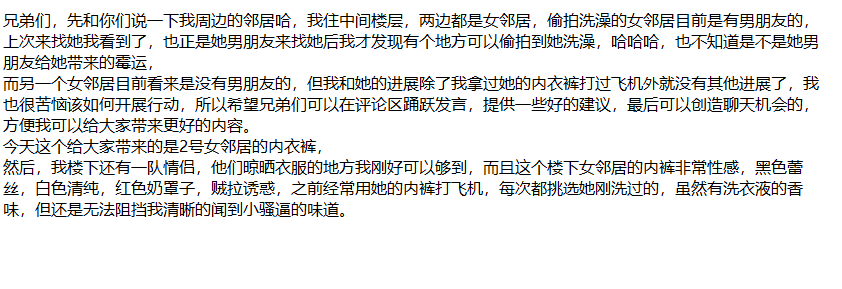 兄弟们，先和你们说一下我周边的邻居哈，我住中间楼层，两边都是女邻居，偷拍洗澡的女邻居目前是有男朋友的，
上次来找她我看到了，也正是她男朋友来找她后我才发现有个地方可以偷拍到她洗澡，哈哈哈，也不知道是不是她男
朋友给她带来的霉运，
而另一个女邻居目前看来是没有男朋友的，但我和她的进展除了我拿过她的内衣裤打过飞机外就没有其他进展了，我
也很苦恼该如何开展行动，所以希望兄弟们可以在评论区踊跃发言，提供一些好的建议，最后可以创造聊天机会的，
方便我可以给大家带来更好的内容。
今天这个给大家带来的是2号女邻居的内衣裤，
然后，我楼下还有一队情侣，他们晾晒衣服的地方我刚好可以够到，而且这个楼下女邻居的内裤非常性感，黑色蕾
丝，白色清纯，红色奶罩子，贼拉诱惑，之前经常用她的内裤打飞机，每次都挑选她刚洗过的，虽然有洗衣液的香
味，但还是无法阻挡我清晰的闻到小骚逼的味道。